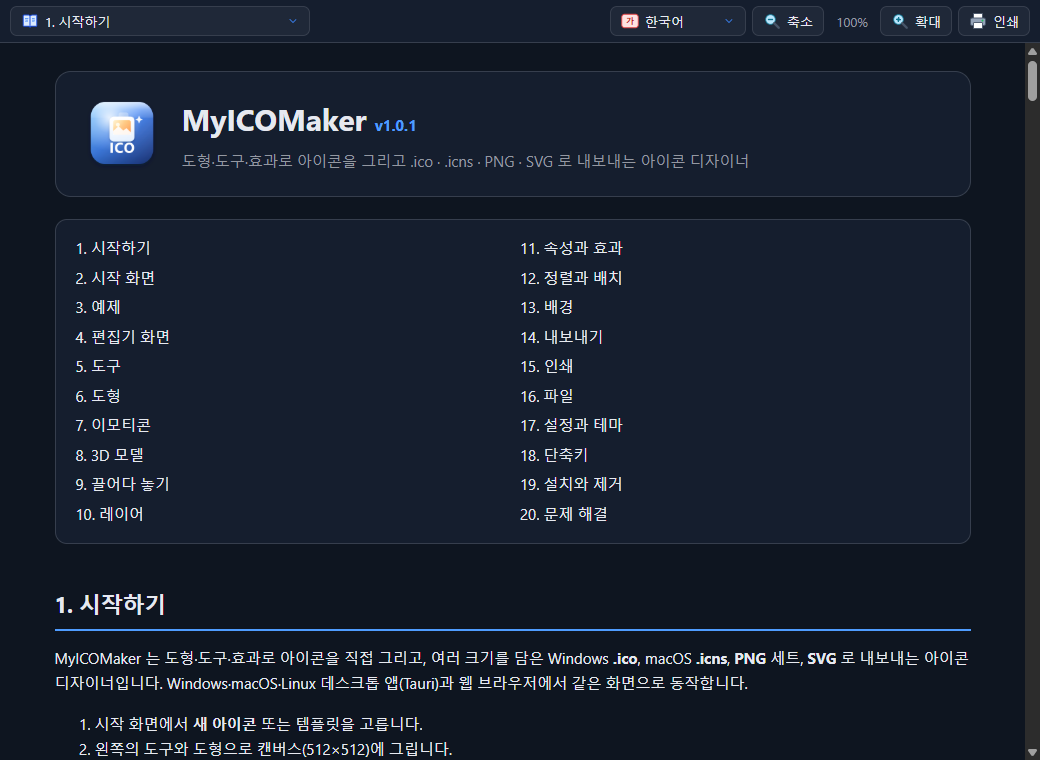 1. 시작하기
가 한국어
축소
100%
확대
인쇄
ICO
MyICOMaker v1.0.1
도형·도구·효과로 아이콘을 그리고 .ico · .icns · PNG · SVG 로 내보내는 아이콘 디자이너
1. 시작하기
2. 시작 화면
3. 예제
4. 편집기 화면
5. 도구
6. 도형
7. 이모티콘
8. 3D 모델
9. 끌어다 놓기
10. 레이어
11. 속성과 효과
12. 정렬과 배치
13. 배경
14. 내보내기
15. 인쇄
16. 파일
17. 설정과 테마
18. 단축키
19. 설치와 제거
20. 문제 해결
1. 시작하기
MyICOMaker 는 도형·도구·효과로 아이콘을 직접 그리고, 여러 크기를 담은 Windows .ico, macOS .icns, PNG 세트, SVG 로 내보내는 아이콘
디자이너입니다. Windows·macOS·Linux 데스크톱 앱(Tauri)과 웹 브라우저에서 같은 화면으로 동작합니다.
1. 시작 화면에서 새 아이콘 또는 템플릿을 고릅니다.
2. 왼쪽의 도구와 도형으로 캔버스(512×512)에 그립니다.